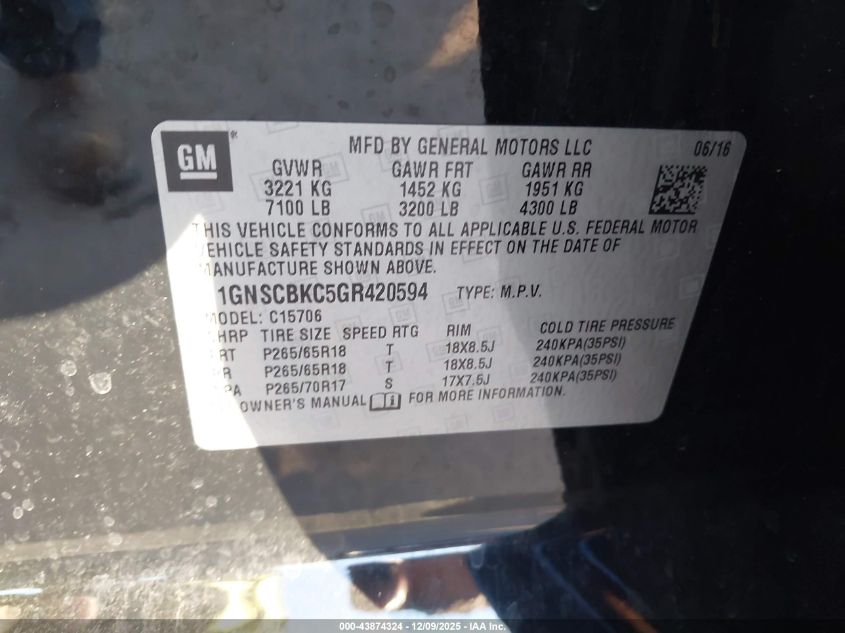 GM
MFD BY GENERAL MOTORS LLC 06/16
GVWR GAWR FRT GAWR RR
3221 KG 1452 KG 1951 KG
7100 LB 3200 LB 4300 LB
THIS VEHICLE CONFORMS TO ALL APPLICABLE U.S. FEDERAL MOTOR
VEHICLE SAFETY STANDARDS IN EFFECT ON THE DATE OF
MANUFACTURE SHOWN ABOVE.
1GNSCBKC5GR420594 TYPE: M.P.V.
MODEL: C15706
HRP TIRE SIZE SPEED RTG RIM COLD TIRE PRESSURE
RT P265/65R18 T 18X8.5J 240KPA(35PSI)
R P265/65R18 T 18X8.5J 240KPA(35PSI)
PA P265/70R17 S 17X7.5J 240KPA(35PSI)
OWNER'S MANUAL FOR MORE INFORMATION.
000-43874324 - 12/09/2025 - IAA Inc.